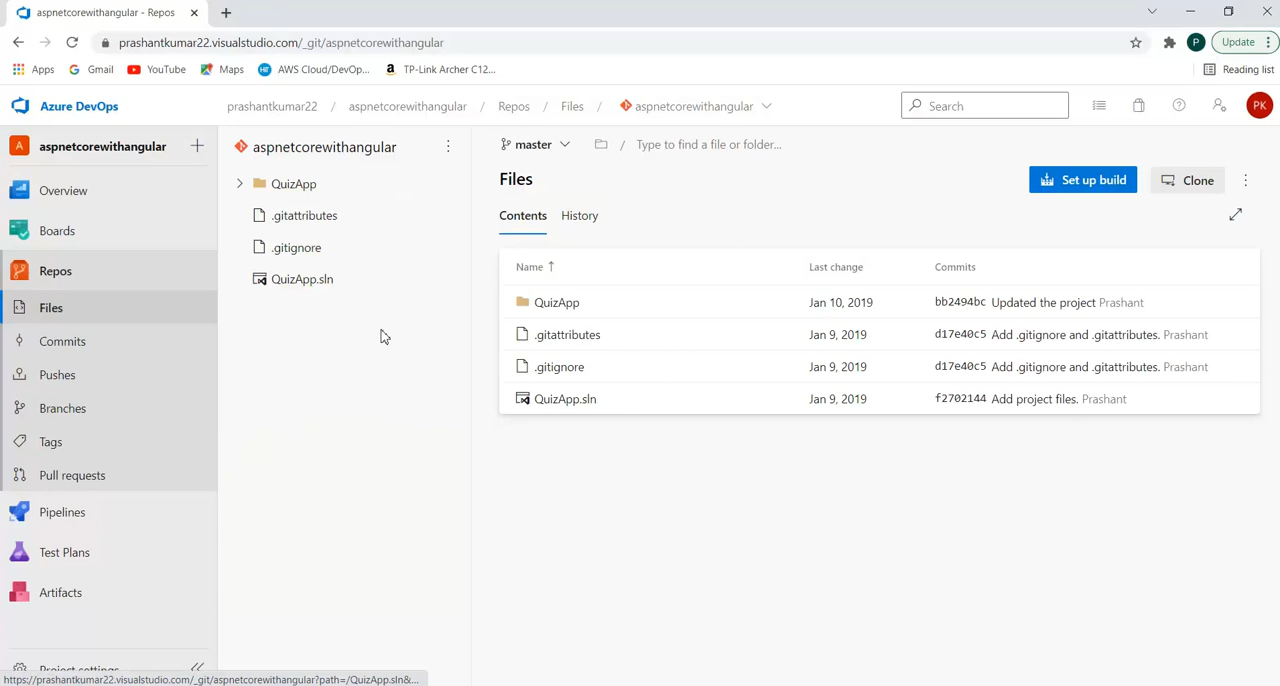 aspnetcorewithangular - Repos
prashantkumar22.visualstudio.com/_git/aspnetcorewithangular
Update
Apps Gmail YouTube Maps AWS Cloud/DevOp... TP-Link Archer C12...
Reading list
Azure DevOps
prashantkumar22 / aspnetcorewithangular / Repos / Files / aspnetcorewithangular
Search
PK
A aspnetcorewithangular
Overview
Boards
Repos
Files
Commits
Pushes
Branches
Tags
Pull requests
Pipelines
Test Plans
Artifacts
Project settings
https://prashantkumar22.visualstudio.com/_git/aspnetcorewithangular?path=/QuizApp.sln&...
aspnetcorewithangular
QuizApp
.gitattributes
.gitignore
QuizApp.sln
master / Type to find a file or folder...
Files
Set up build
Clone
Contents History
Name Last change Commits
QuizApp Jan 10, 2019 bb2494bc Updated the project Prashant
.gitattributes Jan 9, 2019 d17e40c5 Add .gitignore and .gitattributes. Prashant
.gitignore Jan 9, 2019 d17e40c5 Add .gitignore and .gitattributes. Prashant
QuizApp.sln Jan 9, 2019 f2702144 Add project files. Prashant